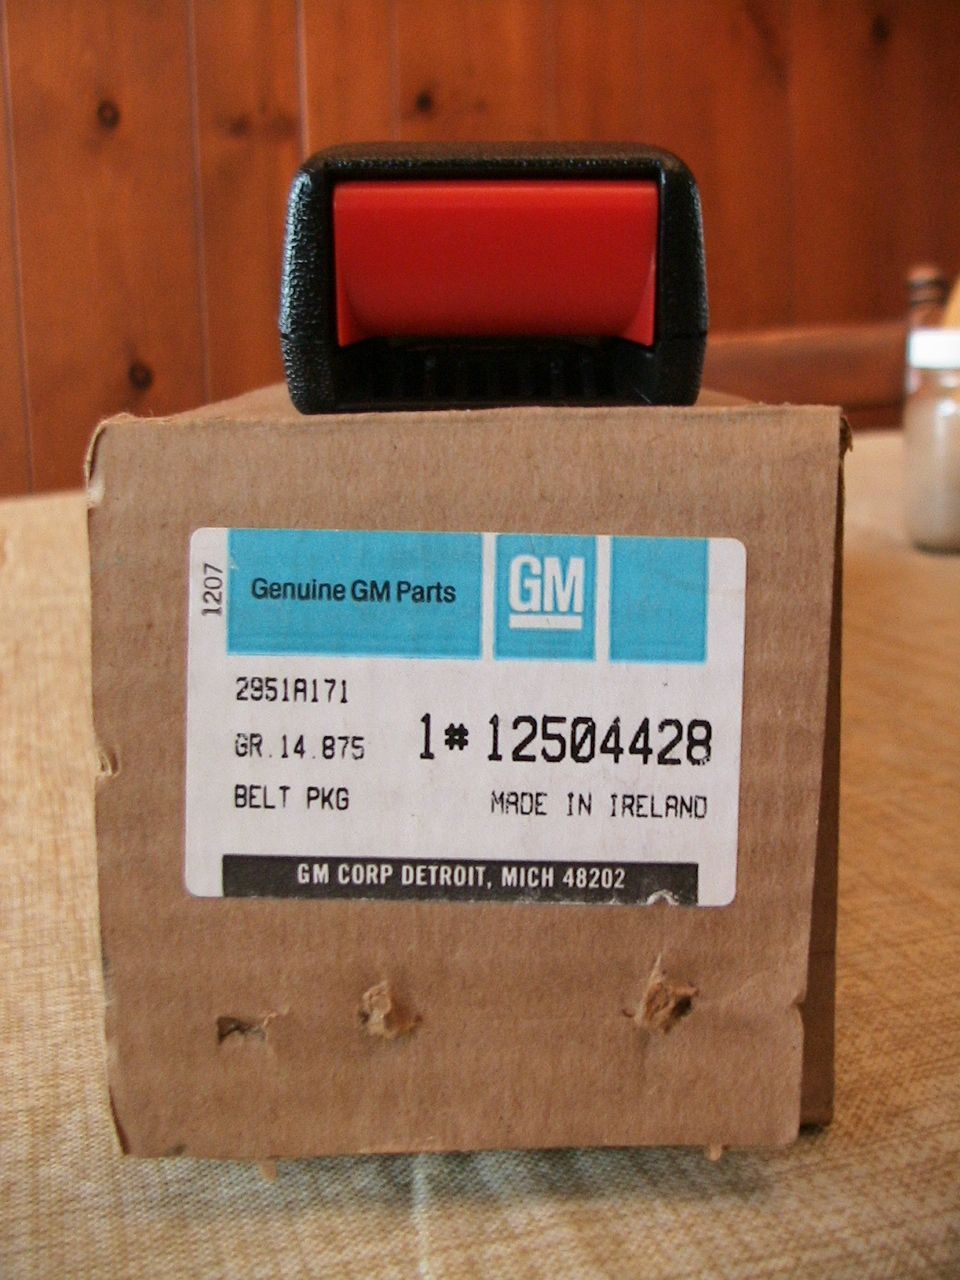 1207
Genuine GM Parts
GM
2951A171
GR.14.875
1# 12504428
BELT PKG
MADE IN IRELAND
GM CORP DETROIT, MICH 48202